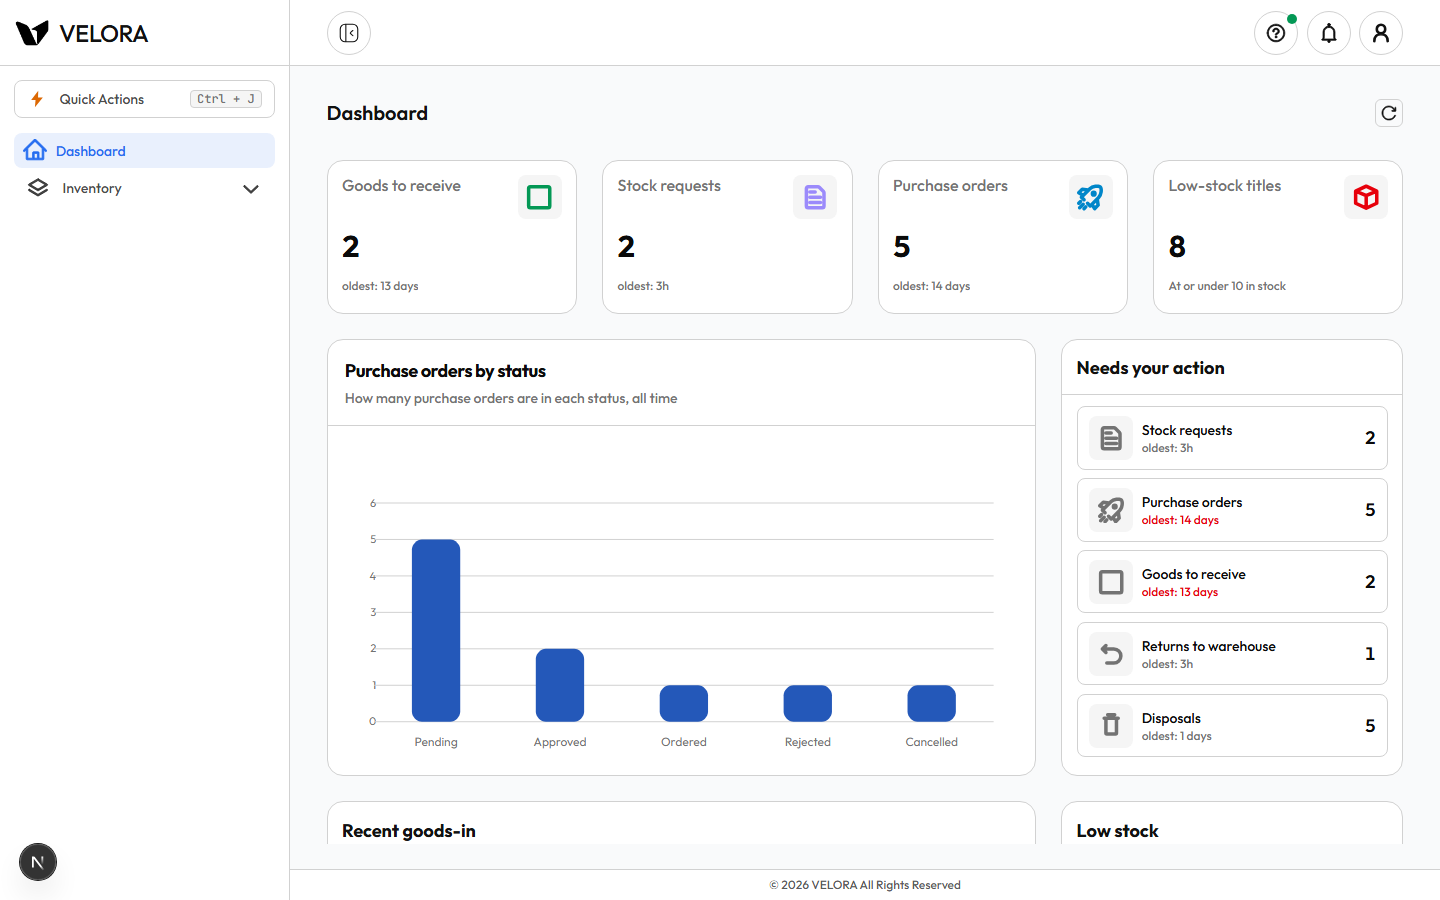 VELORA
Quick Actions
Ctrl + J
Dashboard
Inventory
Dashboard
Goods to receive
2
oldest: 13 days
Stock requests
2
oldest: 3h
Purchase orders
5
oldest: 14 days
Low-stock titles
8
At or under 10 in stock
Purchase orders by status
How many purchase orders are in each status, all time
6
5
4
3
2
1
0
Pending
Approved
Ordered
Rejected
Cancelled
Needs your action
Stock requests
oldest: 3h
2
Purchase orders
oldest: 14 days
5
Goods to receive
oldest: 13 days
2
Returns to warehouse
oldest: 3h
1
Disposals
oldest: 1 days
5
Recent goods-in
Low stock
N
© 2026 VELORA All Rights Reserved